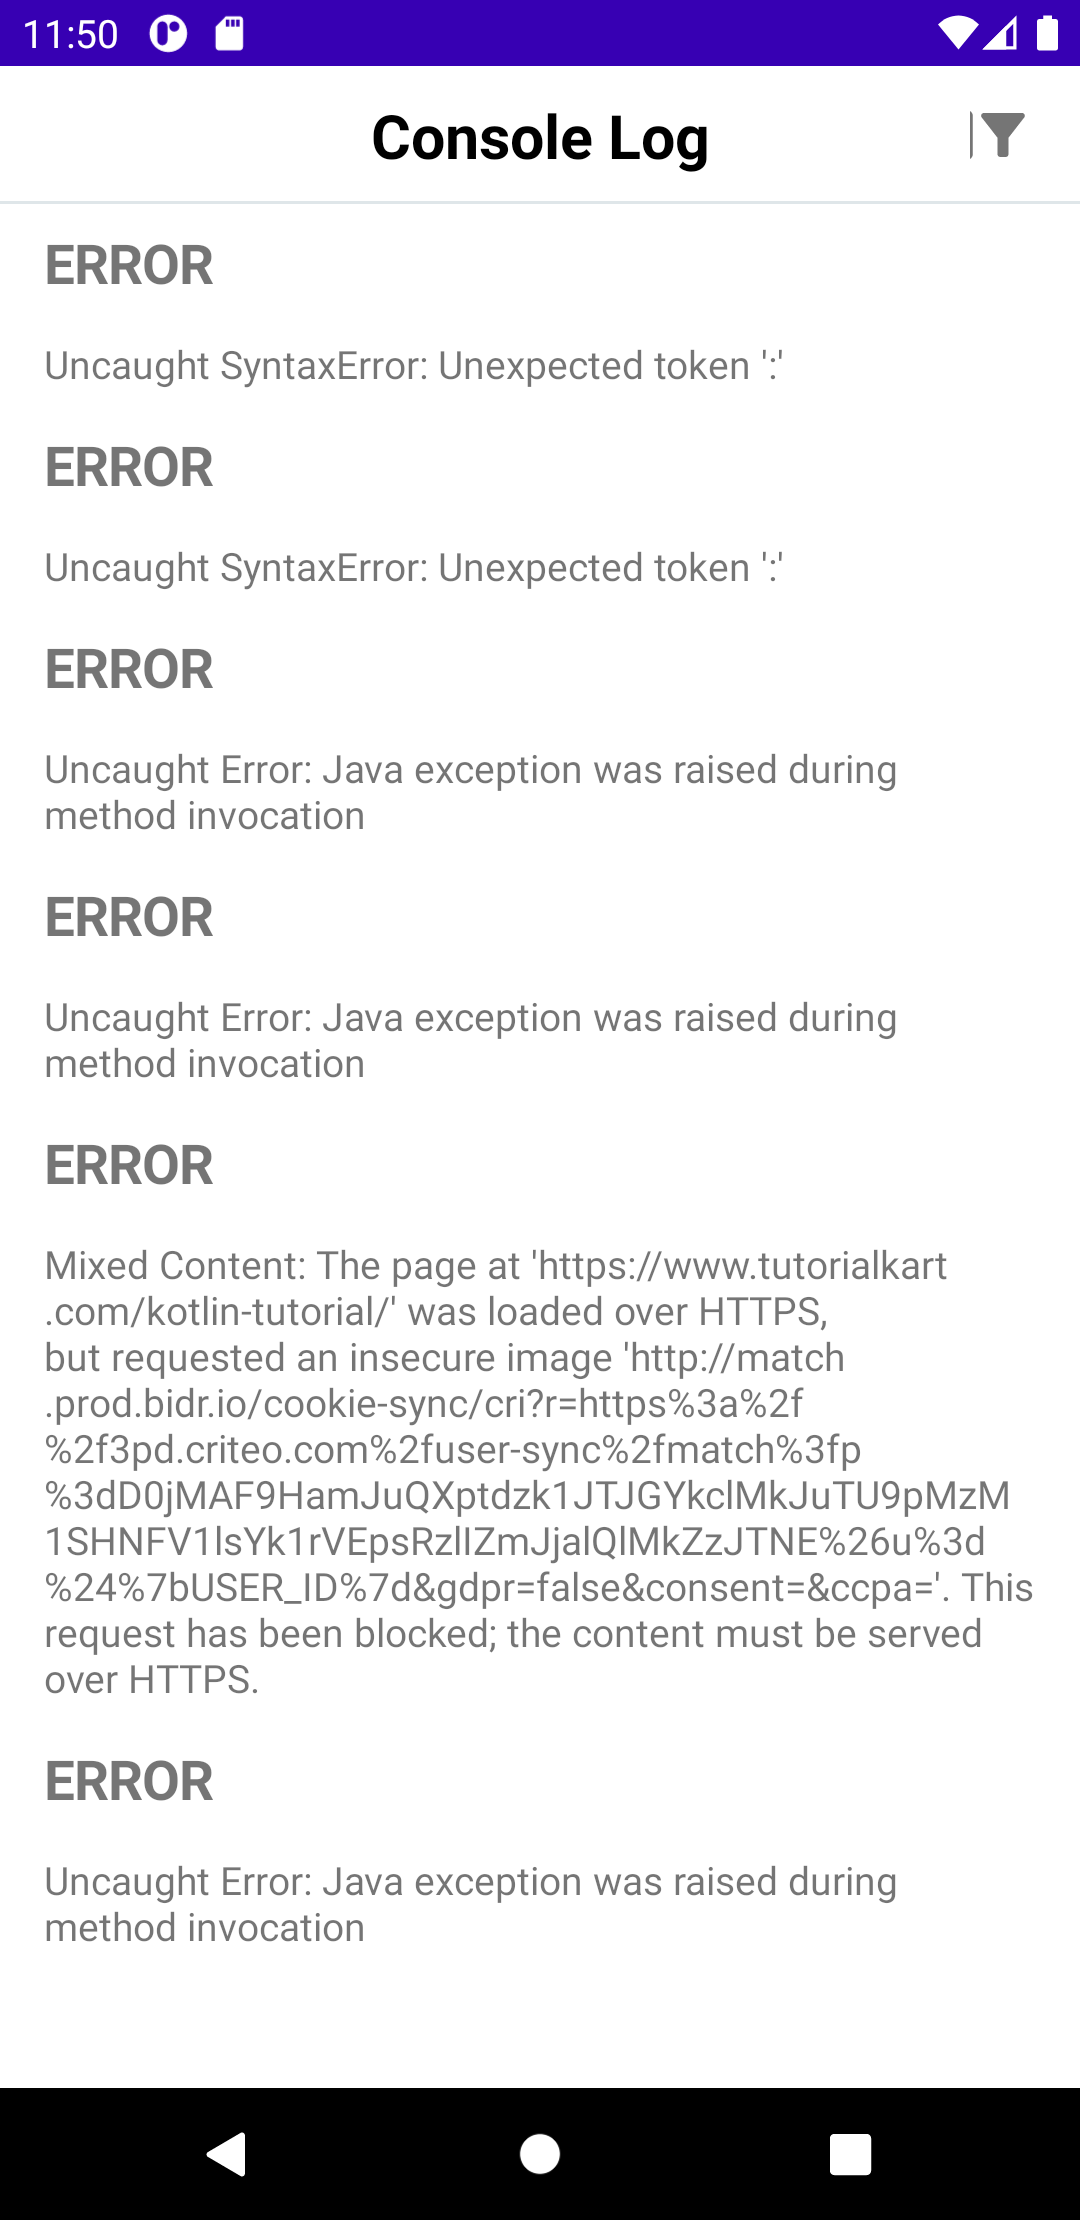 11:50
Console Log
ERROR
Uncaught SyntaxError: Unexpected token ':'
ERROR
Uncaught SyntaxError: Unexpected token ':'
ERROR
Uncaught Error: Java exception was raised during
method invocation
ERROR
Uncaught Error: Java exception was raised during
method invocation
ERROR
Mixed Content: The page at 'https://www.tutorialkart
.com/kotlin-tutorial/' was loaded over HTTPS,
but requested an insecure image 'http://match
.prod.bidr.io/cookie-sync/cri?r=https%3a%2f
%2f3pd.criteo.com%2fuser-sync%2fmatch%3fp
%3dD0jMAF9HamJuQXptdzk1JTJGYkclMkJuTU9pMzM
1SHNFV1lsYk1rVEpsRzlIZmJjalQlMkZzJTNE%26u%3d
%24%7bUSER_ID%7d&gdpr=false&consent=&ccpa='. This
request has been blocked; the content must be served
over HTTPS.
ERROR
Uncaught Error: Java exception was raised during
method invocation